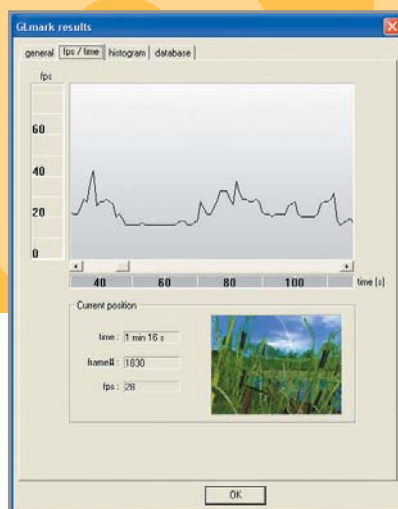 GLmark results
general fps / time histogram database
fps
60
40
20
0
40 60 80 100 time [s]
Current position
time : 1 min 16 s
frame# : 1830
fps : 28
OK